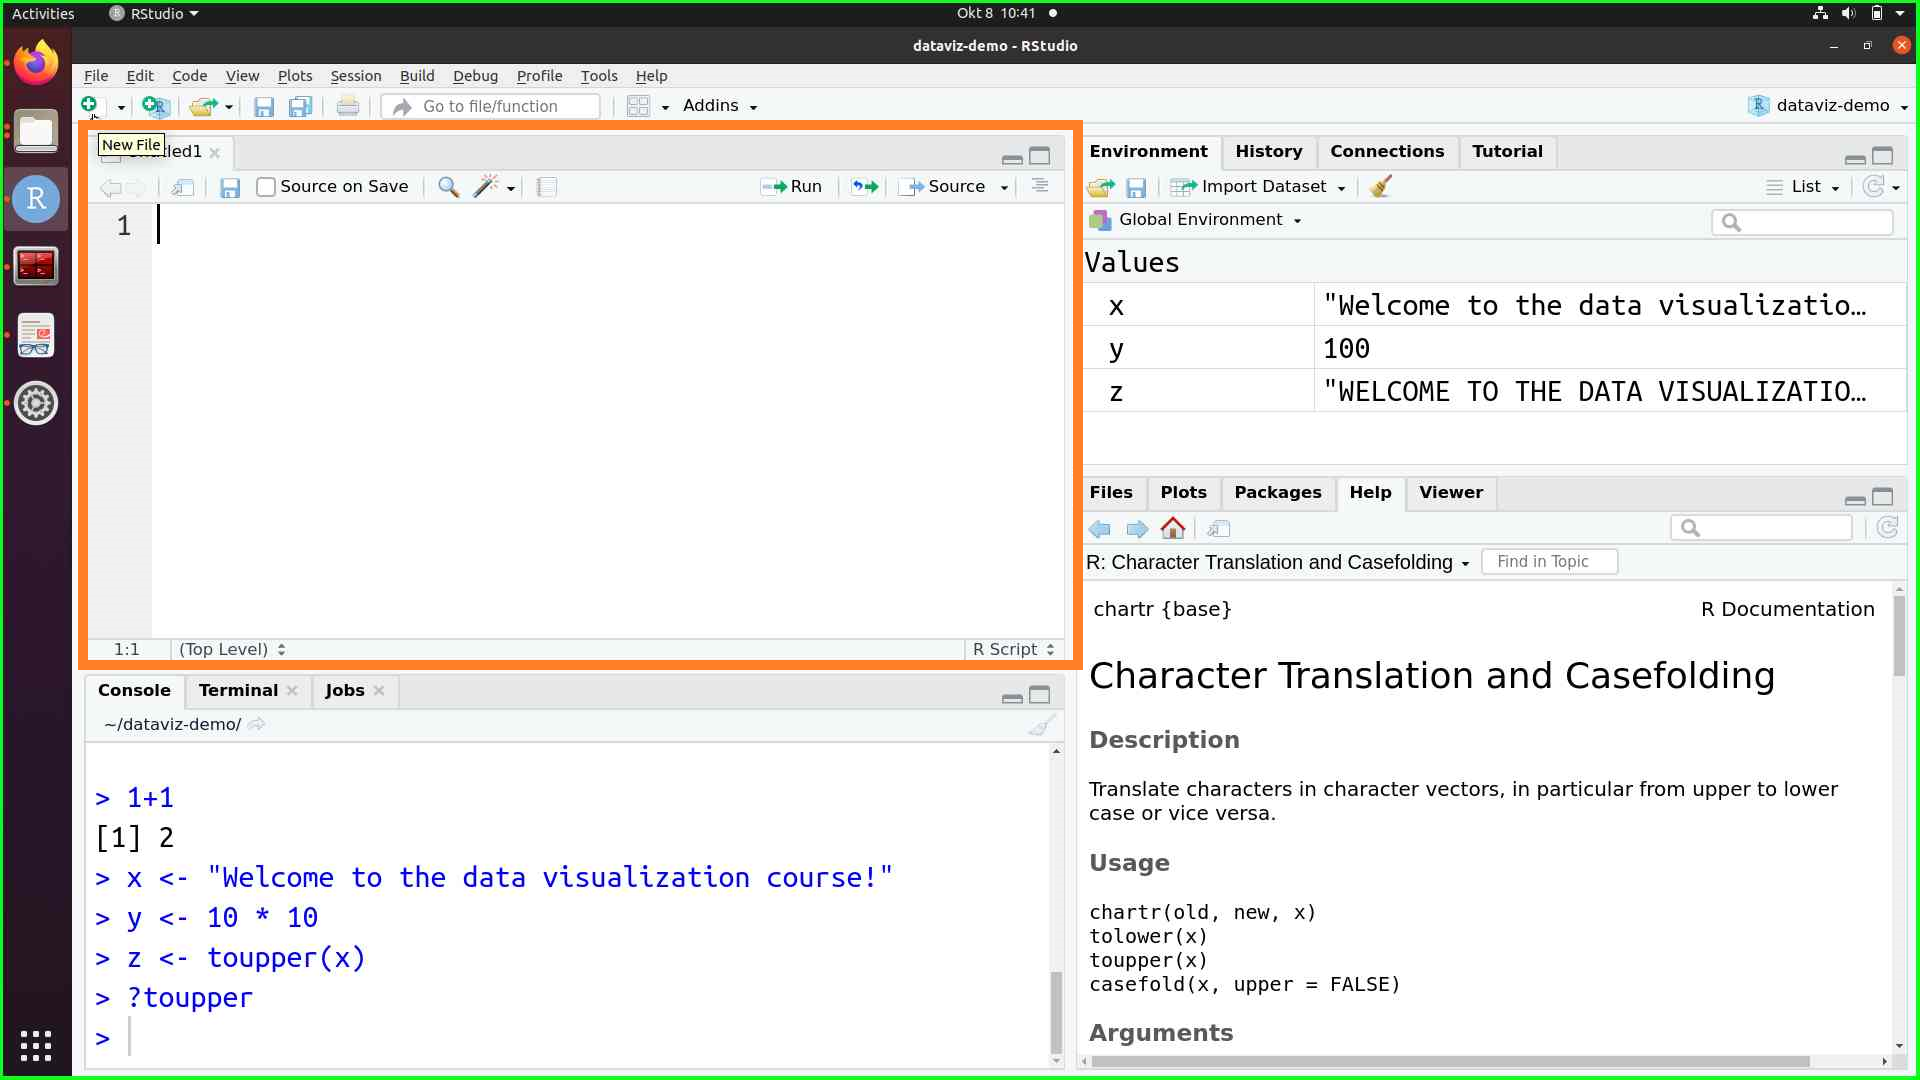 Activities RStudio Okt 8 10:41
dataviz-demo - RStudio
File Edit Code View Plots Session Build Debug Profile Tools Help
Go to file/function Addins dataviz-demo
New File
Source on Save Run Source
1
1:1 (Top Level) R Script
Console Terminal Jobs
~/dataviz-demo/
> 1+1
[1] 2
> x <- "Welcome to the data visualization course!"
> y <- 10 * 10
> z <- toupper(x)
> ?toupper
>
Environment History Connections Tutorial
Import Dataset List
Global Environment
Values
x "Welcome to the data visualizatio…
y 100
z "WELCOME TO THE DATA VISUALIZATIO…
Files Plots Packages Help Viewer
R: Character Translation and Casefolding Find in Topic
chartr {base} R Documentation
Character Translation and Casefolding
Description
Translate characters in character vectors, in particular from upper to lower
case or vice versa.
Usage
chartr(old, new, x)
tolower(x)
toupper(x)
casefold(x, upper = FALSE)
Arguments